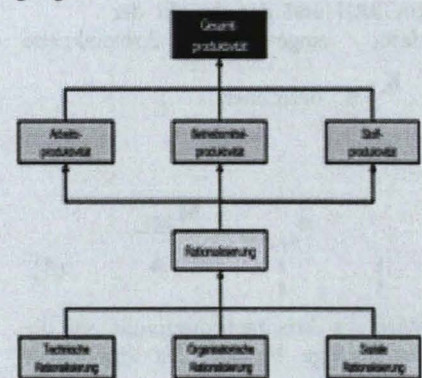 Gesamt-
produktivität
Arbeits-
produktivität
Betriebsmittel-
produktivität
Stoff-
produktivität
Rationalisierung
Technische
Rationalisierung
Organisatorische
Rationalisierung
Soziale
Rationalisierung